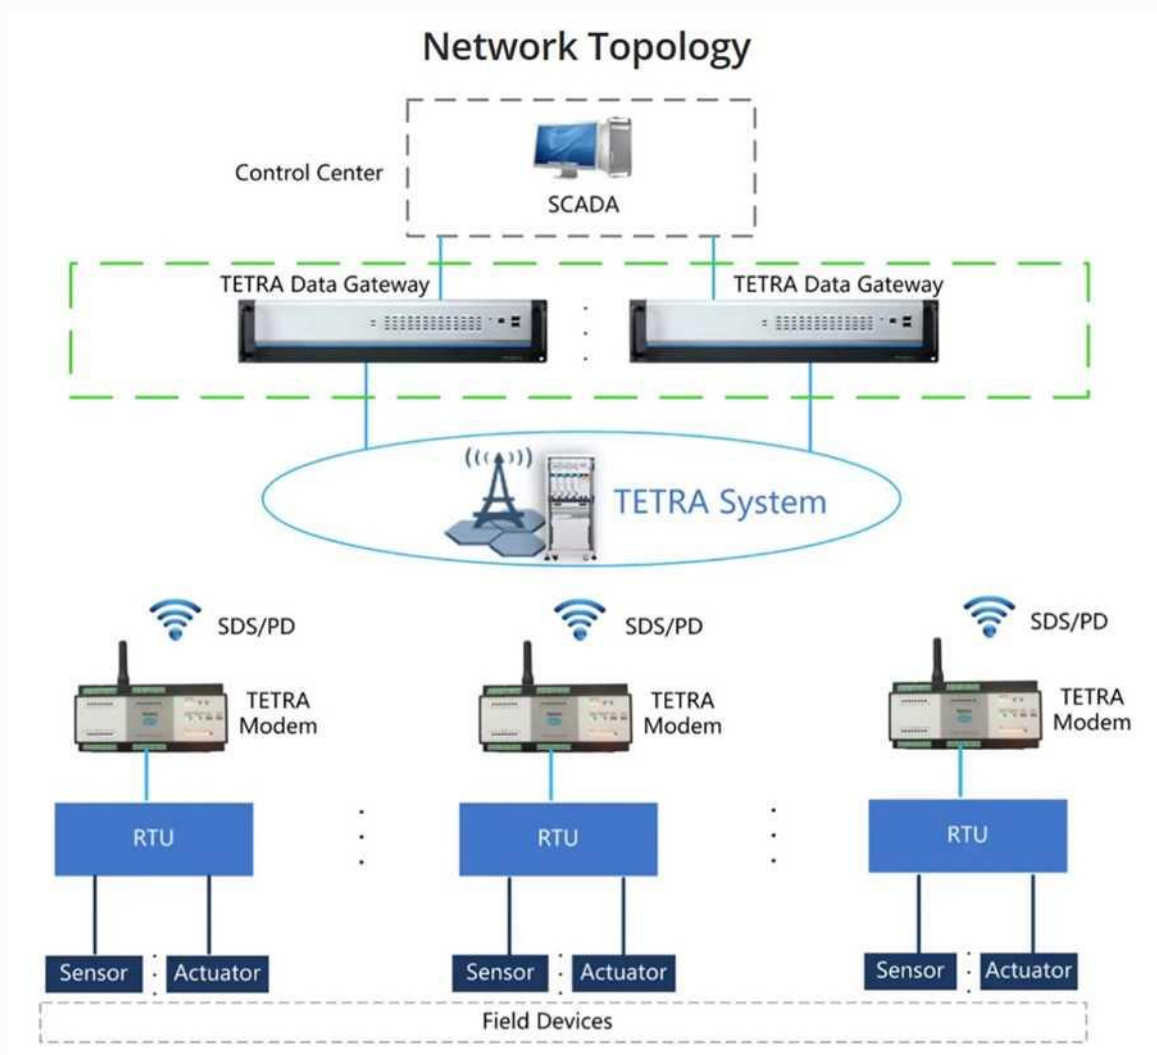 Network Topology
Control Center
SCADA
TETRA Data Gateway
TETRA Data Gateway
TETRA System
SDS/PD
SDS/PD
SDS/PD
TETRA
Modem
TETRA
Modem
TETRA
Modem
RTU
RTU
RTU
Sensor
Actuator
Sensor
Actuator
Sensor
Actuator
Field Devices